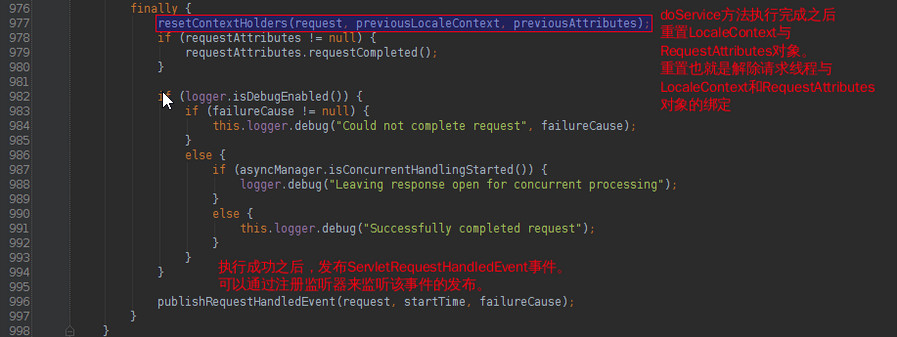 976 finally {
977 resetContextHolders(request, previousLocaleContext, previousAttributes);
doService方法执行完成之后
重置LocaleContext与
RequestAttributes对象。
重置也就是解除请求线程与
LocaleContext和RequestAttributes
对象的绑定
978 if (requestAttributes != null) {
979 requestAttributes.requestCompleted();
980 }
981
982 if (logger.isDebugEnabled()) {
983 if (failureCause != null) {
984 this.logger.debug("Could not complete request", failureCause);
985 }
986 else {
987 if (asyncManager.isConcurrentHandlingStarted()) {
988 logger.debug("Leaving response open for concurrent processing");
989 }
990 else {
991 this.logger.debug("Successfully completed request");
992 }
993 }
994 }
执行成功之后，发布ServletRequestHandledEvent事件。
可以通过注册监听器来监听该事件的发布。
995
996 publishRequestHandledEvent(request, startTime, failureCause);
997 }
998 }